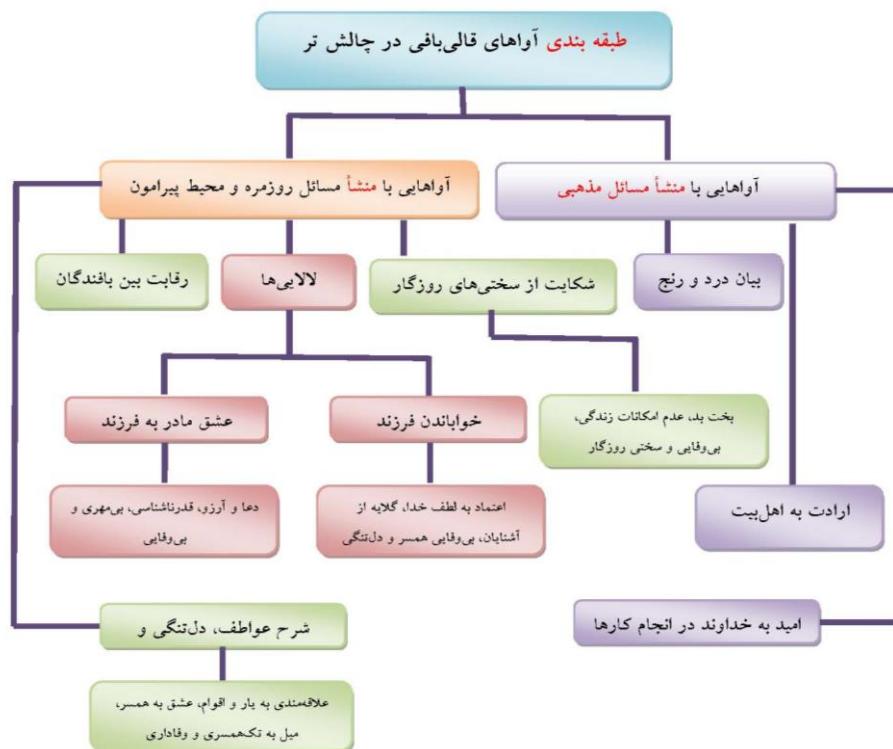 طبقه بندی آواهای قالی‌بافی در چالش تر
آواهایی با منشأ مسائل مذهبی
آواهایی با منشأ مسائل روزمره و محیط پیرامون
بیان درد و رنج
شکایت از سختی‌های روزگار
لالایی‌ها
رقابت بین بافندگان
بخت بد، عدم امکانات زندگی،
بی‌وفایی و سختی روزگار
خواباندن فرزند
عشق مادر به فرزند
ارادت به اهل‌بیت
اعتماد به لطف خدا، گلایه از
آشنایان، بی‌وفایی همسر و دل‌تنگی
دعا و آرزو، قدرناشناسی، بی‌مهری و
بی‌وفایی
امید به خداوند در انجام کارها
شرح عواطف، دل‌تنگی و
علاقه‌مندی به یار و اقوام، عشق به همسر،
میل به تک‌همسری و وفاداری